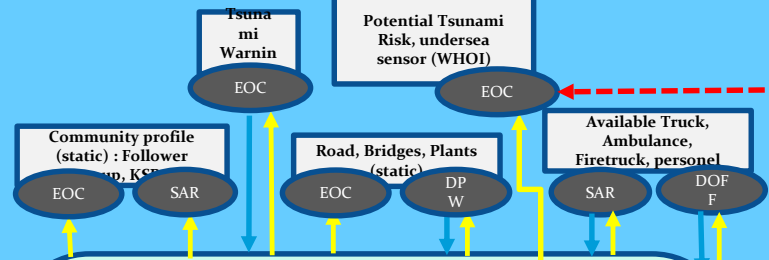 Tsuna
mi
Warnin
EOC
Potential Tsunami
Risk, undersea
sensor (WHOI)
EOC
Community profile
(static) : Follower
EOC
SAR
Road, Bridges, Plants
(static)
EOC
DP
W
Available Truck,
Ambulance,
Firetruck, personel
SAR
DOF
F